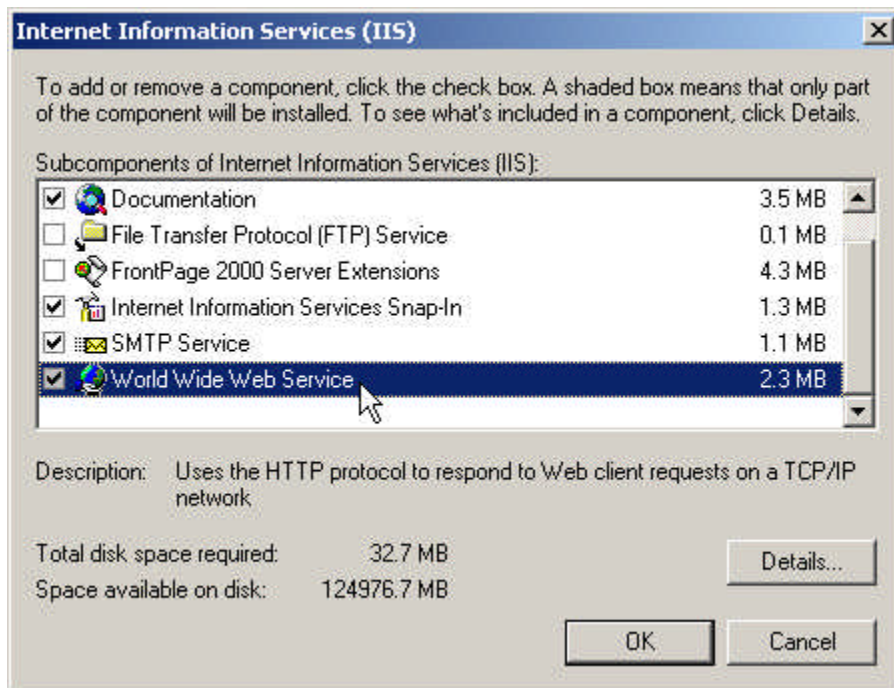 Internet Information Services (IIS)
To add or remove a component, click the check box. A shaded box means that only part
of the component will be installed. To see what's included in a component, click Details.
Subcomponents of Internet Information Services (IIS):
Documentation 3.5 MB
File Transfer Protocol (FTP) Service 0.1 MB
FrontPage 2000 Server Extensions 4.3 MB
Internet Information Services Snap-In 1.3 MB
SMTP Service 1.1 MB
World Wide Web Service 2.3 MB
Description: Uses the HTTP protocol to respond to Web client requests on a TCP/IP
network
Total disk space required: 32.7 MB
Space available on disk: 124976.7 MB
Details...
OK Cancel